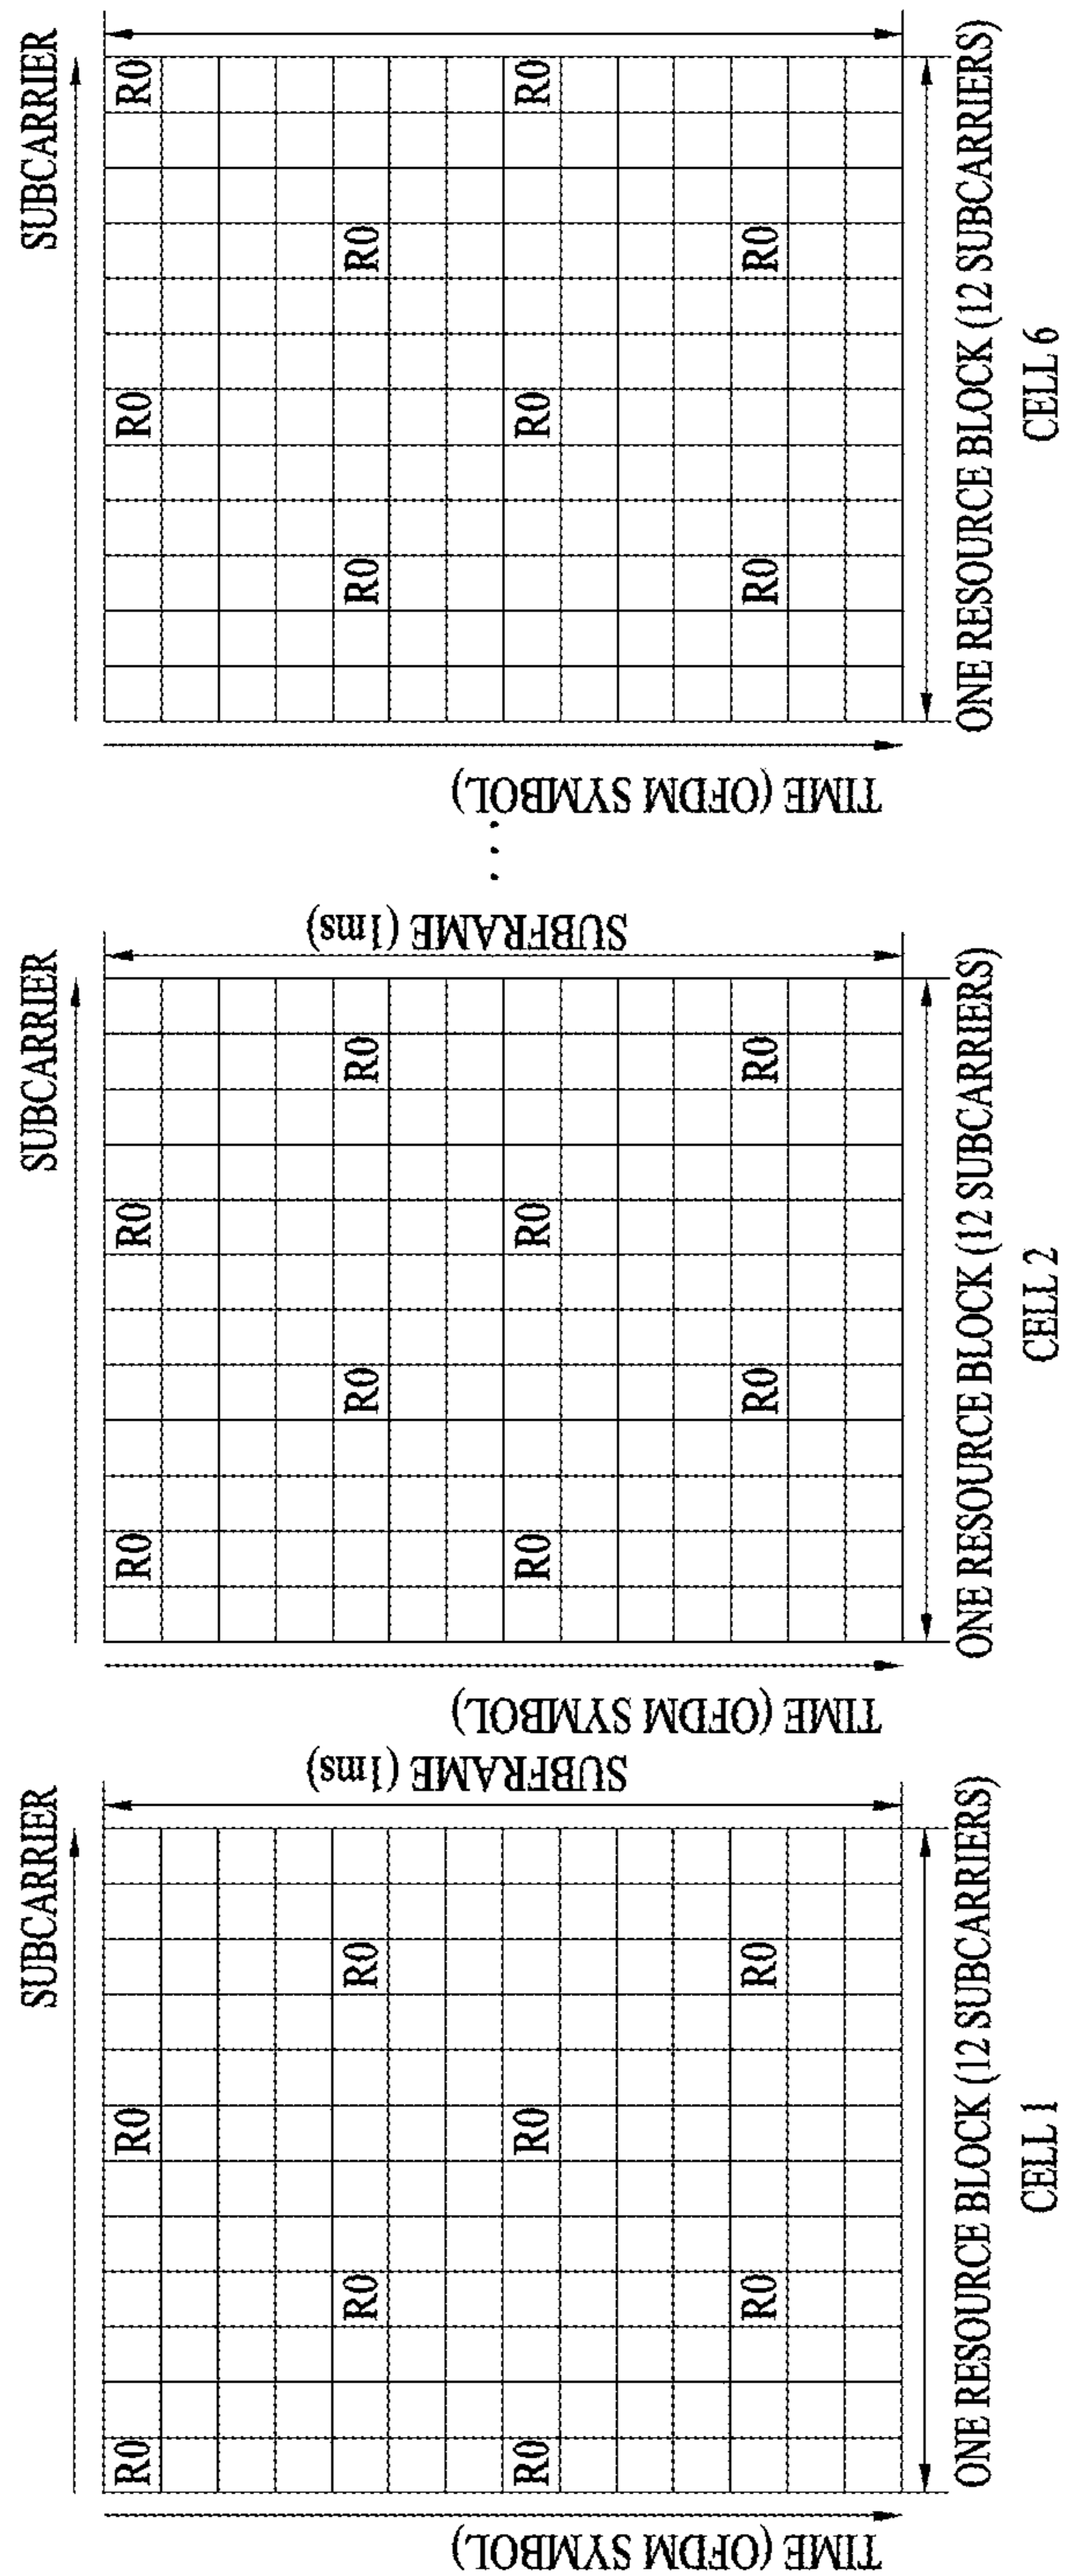 SUBCARRIER
R0
R0
R0
R0
R0
R0
R0
R0
TIME (OFDM SYMBOL)
SUBFRAME (1ms)
ONE RESOURCE BLOCK (12 SUBCARRIERS)
CELL 1
SUBCARRIER
R0
R0
R0
R0
R0
R0
R0
R0
TIME (OFDM SYMBOL)
SUBFRAME (1ms)
ONE RESOURCE BLOCK (12 SUBCARRIERS)
CELL 2
...
SUBCARRIER
R0
R0
R0
R0
R0
R0
R0
R0
TIME (OFDM SYMBOL)
ONE RESOURCE BLOCK (12 SUBCARRIERS)
CELL 6